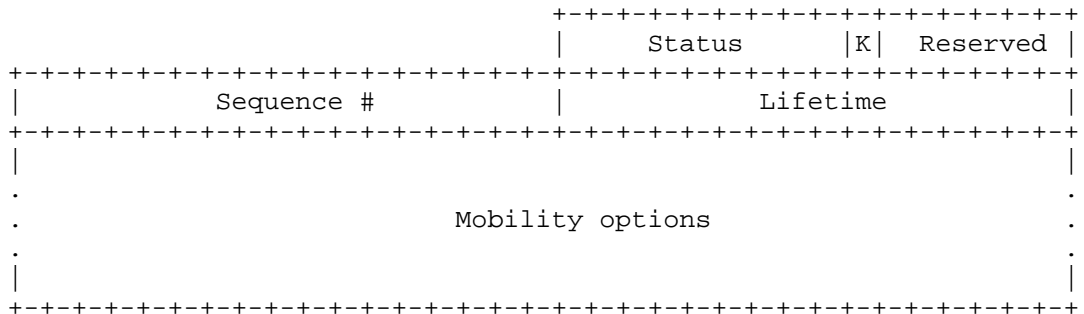 Status |K| Reserved
Sequence # | Lifetime
Mobility options